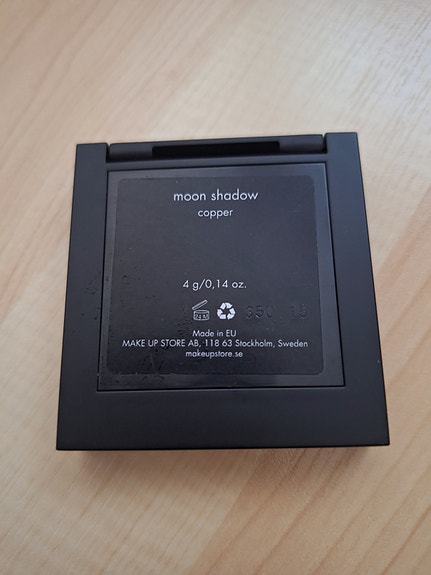 moon shadow
copper
4 g/0,14 oz.
24 M
Made in EU
MAKE UP STORE AB, 118 63 Stockholm, Sweden
makeupstore.se